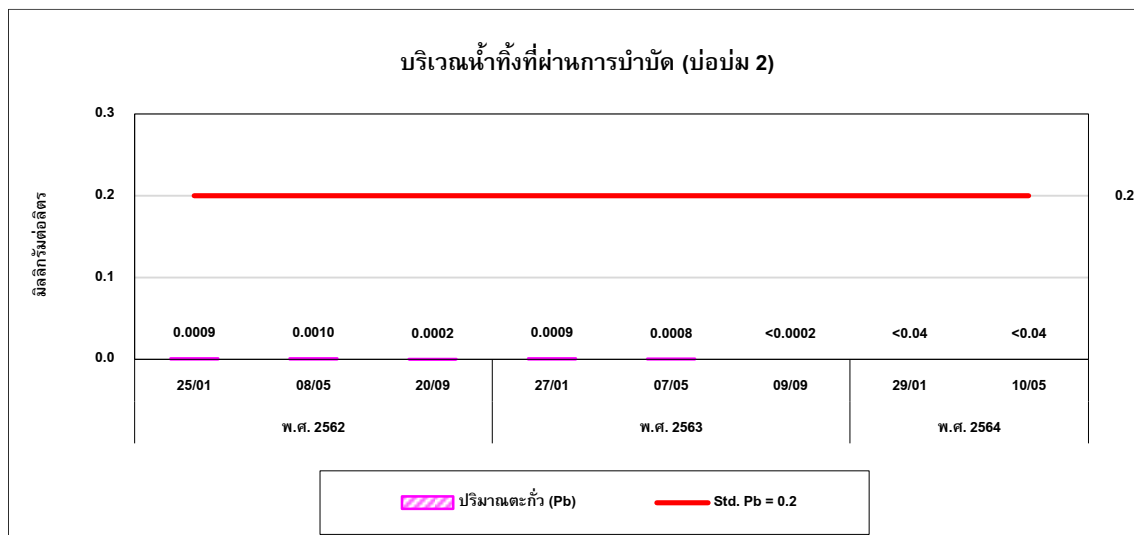 บริเวณน้ำทิ้งที่ผ่านการบำบัด (บ่อบ่ม 2)
มิลลิกรัมต่อลิตร
0.3
0.2
0.2
0.1
0.0009 0.0010 0.0002 0.0009 0.0008 <0.0002 <0.04 <0.04
0.0
25/01 08/05 20/09 27/01 07/05 09/09 29/01 10/05
พ.ศ. 2562 พ.ศ. 2563 พ.ศ. 2564
ปริมาณตะกั่ว (Pb) Std. Pb = 0.2